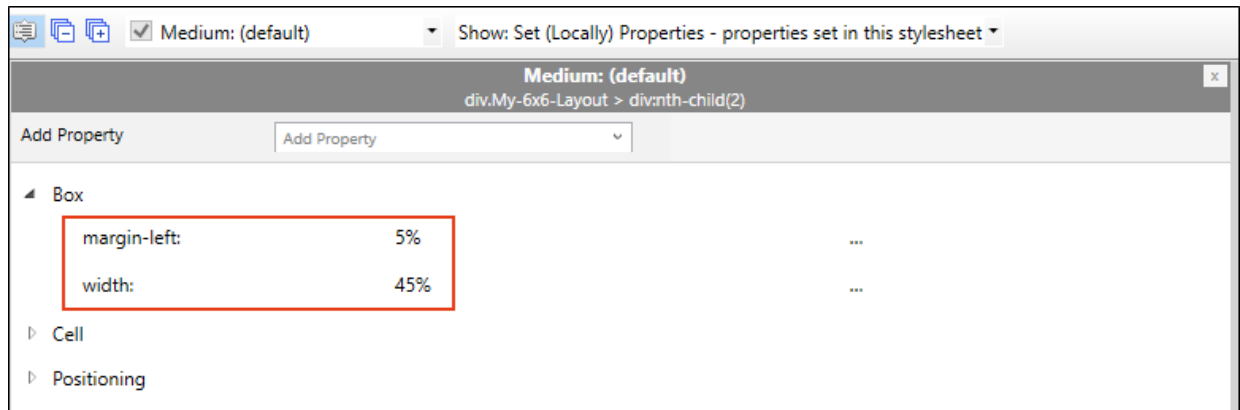 Medium: (default) Show: Set (Locally) Properties - properties set in this stylesheet
Medium: (default)
x
div.My-6x6-Layout > div:nth-child(2)
Add Property Add Property
Box
margin-left: 5% ...
width: 45% ...
Cell
Positioning